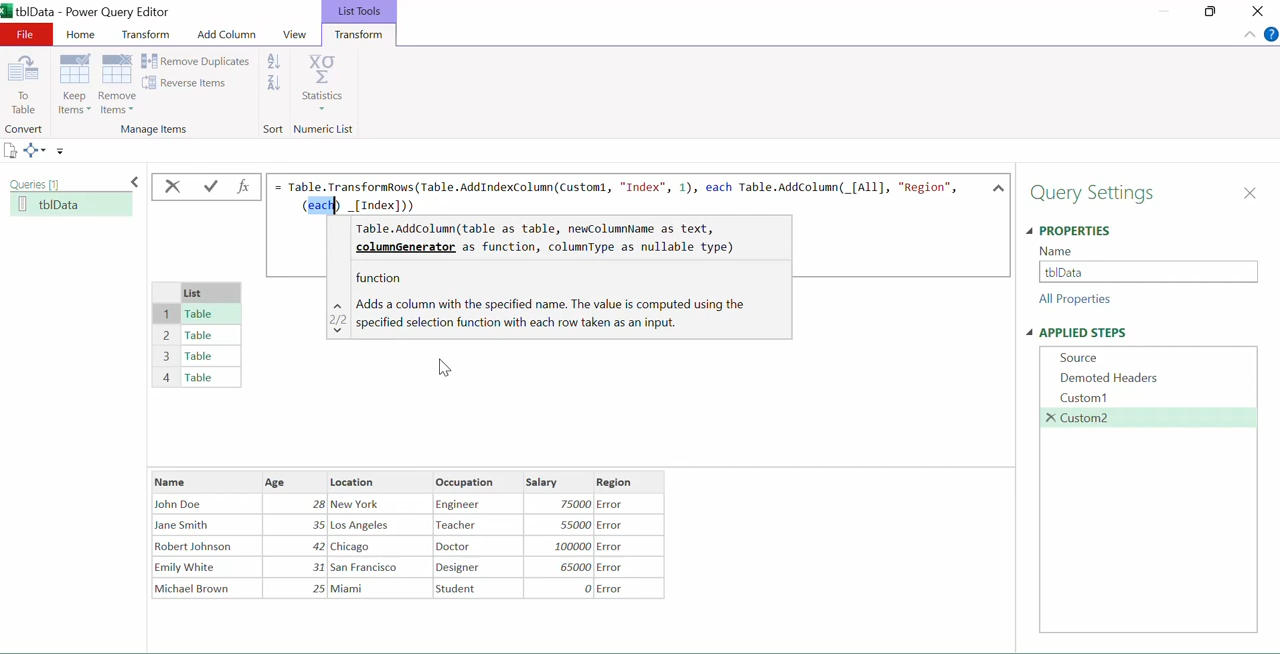 tblData - Power Query Editor
List Tools
File
Home
Transform
Add Column
View
Transform
?
To
Table
Keep
Items
Remove
Items
Remove Duplicates
Reverse Items
A
Z
Z
A
XO
Σ
Statistics
Convert
Manage Items
Sort
Numeric List
Queries [1]
tblData
fx
= Table.TransformRows(Table.AddIndexColumn(Custom1, "Index", 1), each Table.AddColumn(_[All], "Region",
(each) _[Index]))
Table.AddColumn(table as table, newColumnName as text,
columnGenerator as function, columnType as nullable type)
function
Adds a column with the specified name. The value is computed using the
2/2 specified selection function with each row taken as an input.
List
1 Table
2 Table
3 Table
4 Table
Name Age Location Occupation Salary Region
John Doe 28 New York Engineer 75000 Error
Jane Smith 35 Los Angeles Teacher 55000 Error
Robert Johnson 42 Chicago Doctor 100000 Error
Emily White 31 San Francisco Designer 65000 Error
Michael Brown 25 Miami Student 0 Error
Query Settings
PROPERTIES
Name
tblData
All Properties
APPLIED STEPS
Source
Demoted Headers
Custom1
Custom2